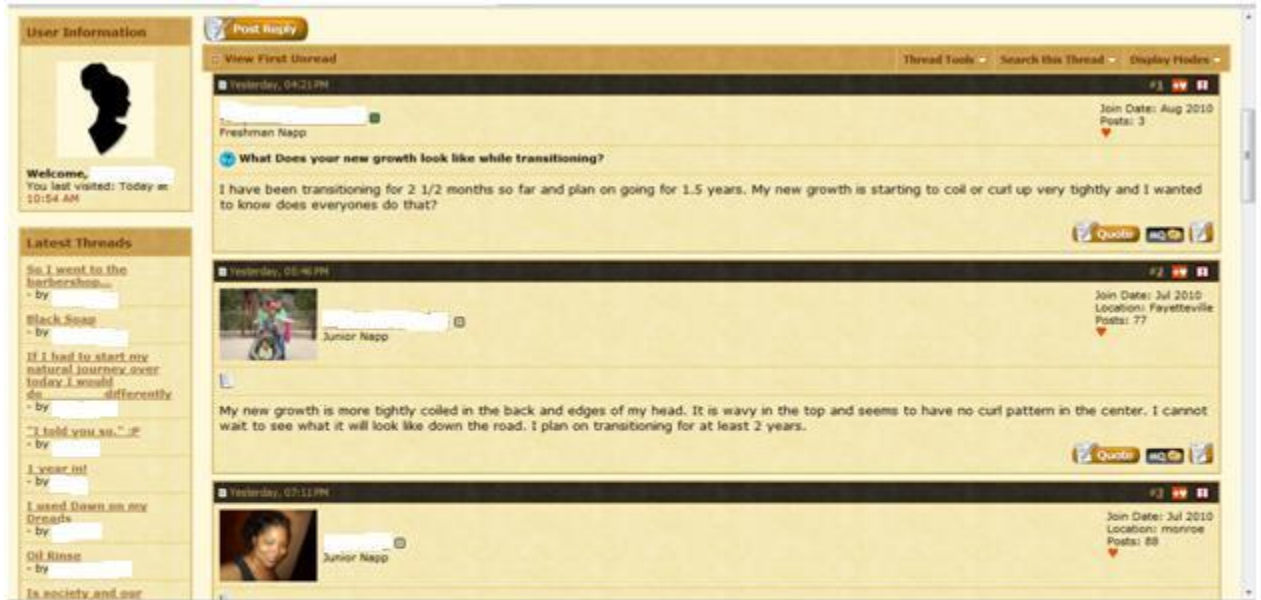 User Information
Welcome,
You last visited: Today at
10:54 AM
Latest Threads
So I went to the
barbershop...
- by
Black Soap
- by
If I had to start my
natural journey over
today I would
do differently
- by
"I told you so." :P
- by
1 year in!
- by
I used Dawn on my
Dreads
- by
Oil Rinse
- by
Is society and our
Post Reply
View First Unread
Thread Tools
Search this Thread
Display Modes
Yesterday, 04:21 PM
#1
Freshman Napp
Join Date: Aug 2010
Posts: 3
What Does your new growth look like while transitioning?
I have been transitioning for 2 1/2 months so far and plan on going for 1.5 years. My new growth is starting to coil or curl up very tightly and I wanted
to know does everyones do that?
Quote
MQ
Yesterday, 05:46 PM
#2
Junior Napp
Join Date: Jul 2010
Location: Fayetteville
Posts: 77
My new growth is more tightly coiled in the back and edges of my head. It is wavy in the top and seems to have no curl pattern in the center. I cannot
wait to see what it will look like down the road. I plan on transitioning for at least 2 years.
Quote
MQ
Yesterday, 07:11 PM
#3
Junior Napp
Join Date: Jul 2010
Location: monroe
Posts: 88